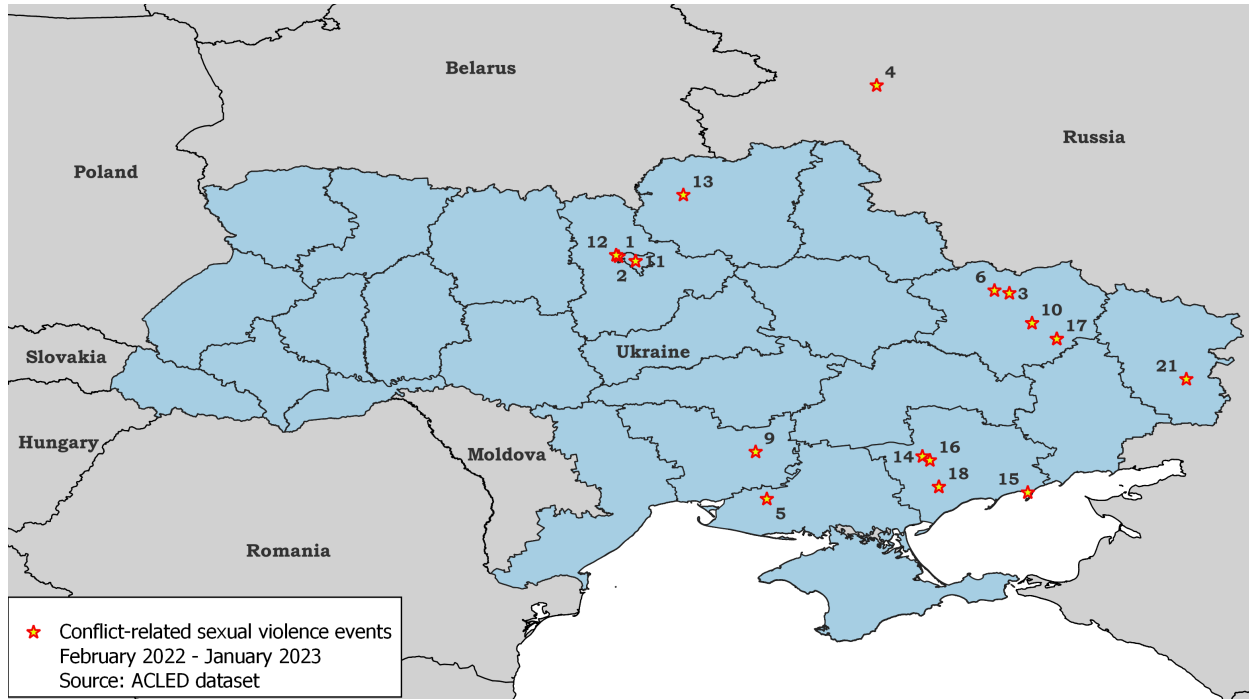 Belarus
4
Russia
Poland
13
12
1
2
11
6
3
10
17
Slovakia
Ukraine
21
Hungary
Moldova
9
14
16
18
15
5
Romania
Conflict-related sexual violence events
February 2022 - January 2023
Source: ACLED dataset